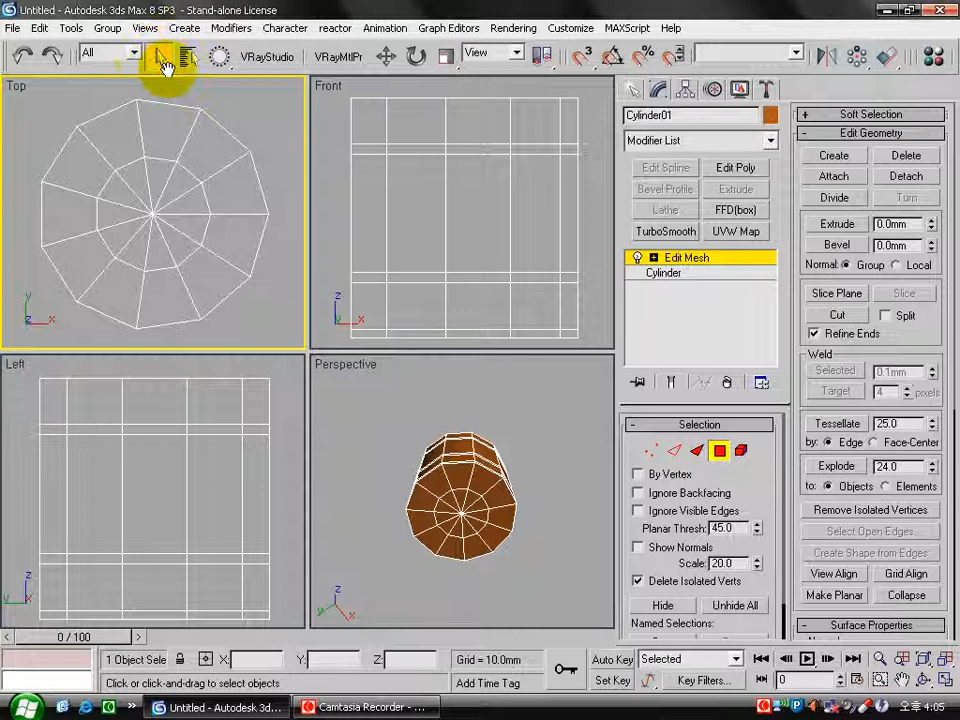 Untitled - Autodesk 3ds Max 8 SP3 - Stand-alone License
File Edit Tools Group Views Create Modifiers Character reactor Animation Graph Editors Rendering Customize MAXScript Help
All VRayStudio VRayMtlPr View
Top
Front
Left
Perspective
Cylinder01
Modifier List
Edit Spline Edit Poly
Bevel Profile Extrude
Lathe FFD(box)
TurboSmooth UVW Map
Edit Mesh
Cylinder
- Selection
By Vertex
Ignore Backfacing
Ignore Visible Edges
Planar Thresh: 45.0
Show Normals
Scale: 20.0
Delete Isolated Verts
Hide Unhide All
Named Selections:
+ Soft Selection
- Edit Geometry
Create Delete
Attach Detach
Divide Turn
Extrude 0.0mm
Bevel 0.0mm
Normal: Group Local
Slice Plane Slice
Cut Split
Refine Ends
Weld
Selected 0.1mm
Target 4 pixels
Tessellate 25.0
by: Edge Face-Center
Explode 24.0
to: Objects Elements
Remove Isolated Vertices
Select Open Edges
Create Shape from Edges
View Align Grid Align
Make Planar Collapse
- Surface Properties
0 / 100
1 Object Sele X: Y: Z: Grid = 10.0mm Auto Key Selected
Click or click-and-drag to select objects Add Time Tag Set Key Key Filters... 0
Untitled - Autodesk 3ds... Camtasia Recorder - ... 오후 4:05